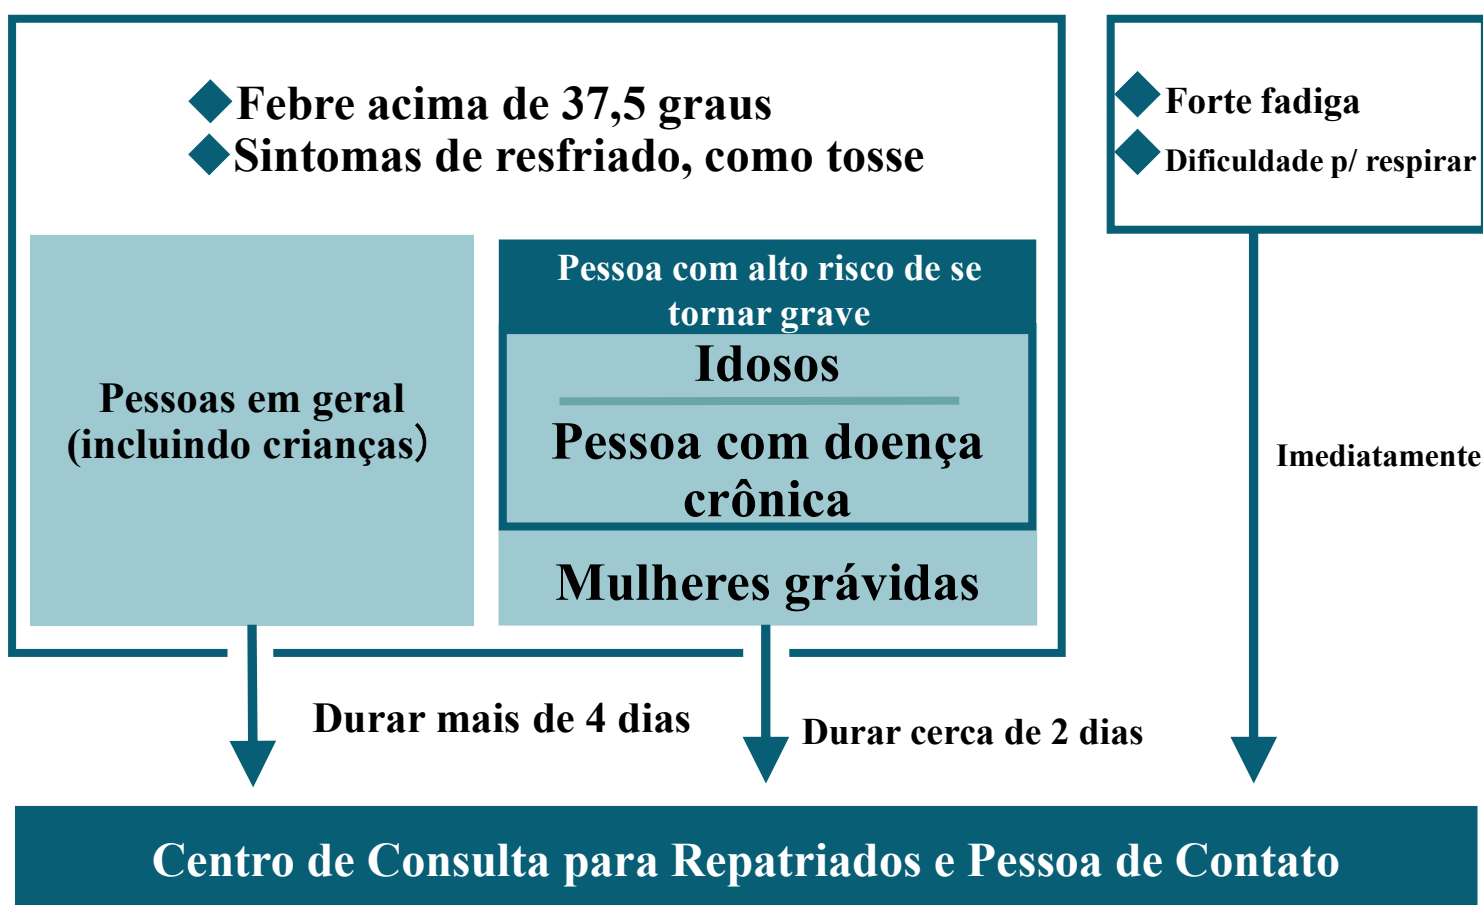 ◆Febre acima de 37,5 graus
◆Sintomas de resfriado, como tosse
Pessoas em geral
(incluindo crianças）
Pessoa com alto risco de se
tornar grave
Idosos
Pessoa com doença
crônica
Mulheres grávidas
◆Forte fadiga
◆Dificuldade p/ respirar
Imediatamente
Durar mais de 4 dias
Durar cerca de 2 dias
Centro de Consulta para Repatriados e Pessoa de Contato